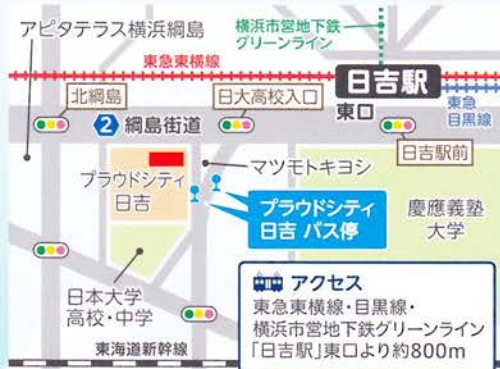 アピタテラス横浜綱島
横浜市営地下鉄
グリーンライン
東急東横線
日吉駅
東口
東急
目黒線
北綱島
日大高校入口
2 綱島街道
日吉駅前
プラウドシティ
日吉
マツモトキヨシ
プラウドシティ
日吉 バス停
慶應義塾
大学
日本大学
高校・中学
東海道新幹線
アクセス
東急東横線・目黒線・
横浜市営地下鉄グリーンライン
「日吉駅」東口より約800m